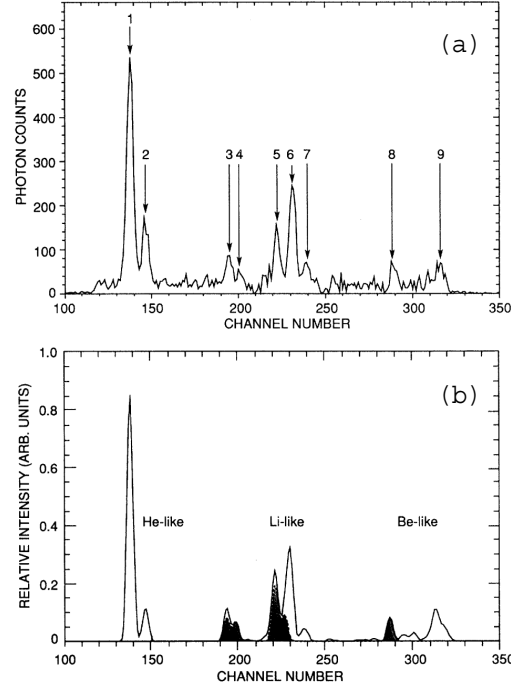 600
500
400
300
200
100
0
PHOTON COUNTS
1
2
3 4
5 6 7
8
9
(a)
100 150 200 250 300 350
CHANNEL NUMBER
1.0
0.8
0.6
0.4
0.2
0
RELATIVE INTENSITY (ARB. UNITS)
(b)
He-like
Li-like
Be-like
100 150 200 250 300 350
CHANNEL NUMBER